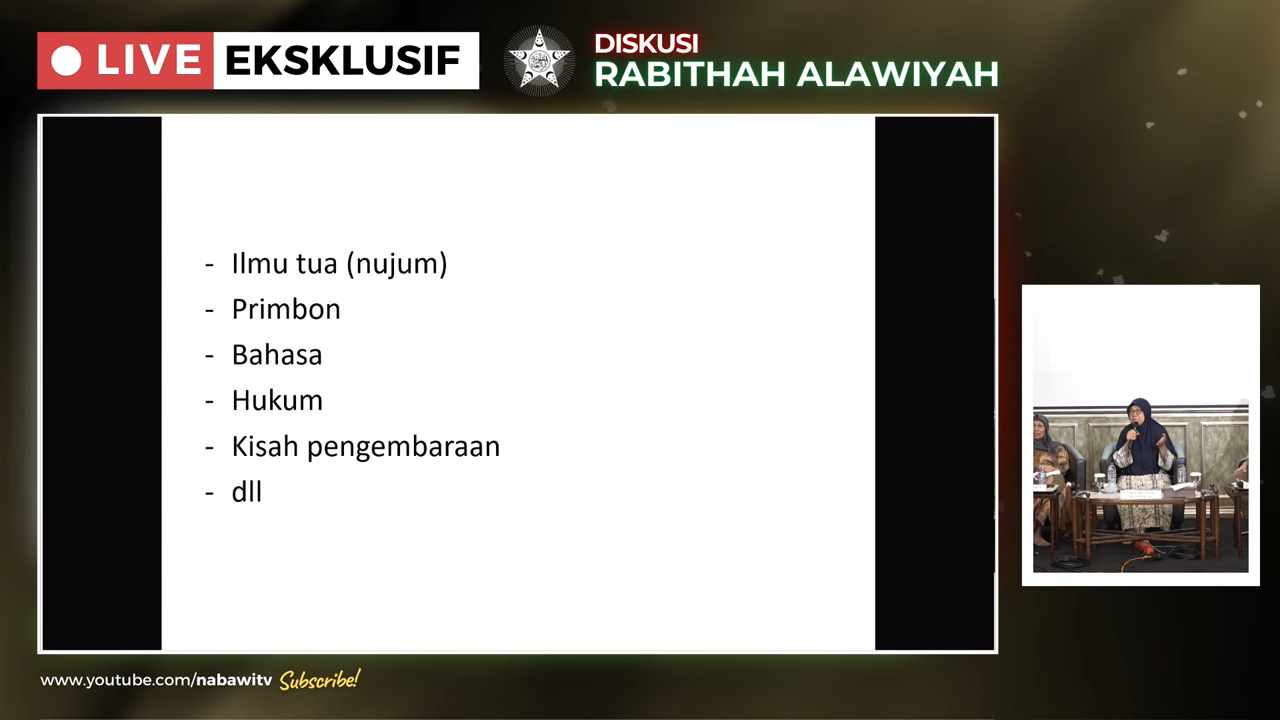 LIVE EKSKLUSIF
DISKUSI
RABITHAH ALAWIYAH
- Ilmu tua (nujum)
- Primbon
- Bahasa
- Hukum
- Kisah pengembaraan
- dll
www.youtube.com/nabawitv Subscribe!